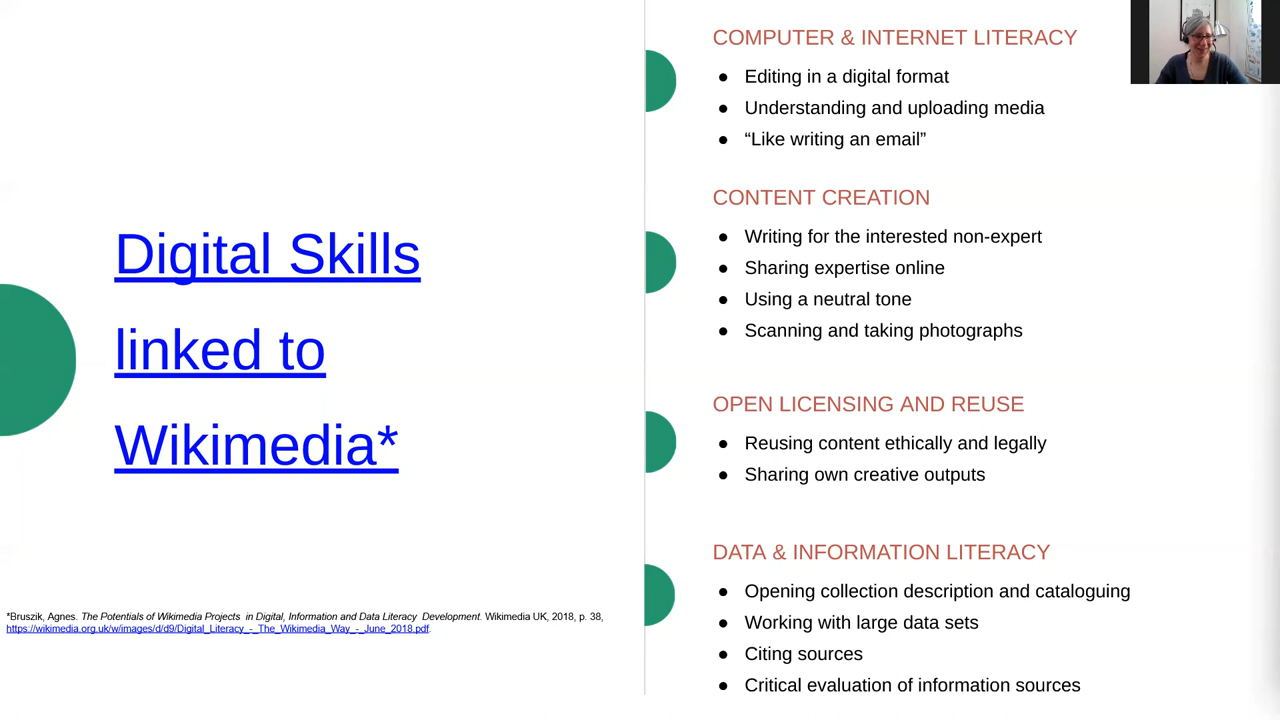 Digital Skills
linked to
Wikimedia*
*Bruszik, Agnes. The Potentials of Wikimedia Projects in Digital, Information and Data Literacy Development. Wikimedia UK, 2018, p. 38,
https://wikimedia.org.uk/w/images/d/d9/Digital_Literacy_-_The_Wikimedia_Way_-_June_2018.pdf.
COMPUTER & INTERNET LITERACY
● Editing in a digital format
● Understanding and uploading media
● “Like writing an email”
CONTENT CREATION
● Writing for the interested non-expert
● Sharing expertise online
● Using a neutral tone
● Scanning and taking photographs
OPEN LICENSING AND REUSE
● Reusing content ethically and legally
● Sharing own creative outputs
DATA & INFORMATION LITERACY
● Opening collection description and cataloguing
● Working with large data sets
● Citing sources
● Critical evaluation of information sources